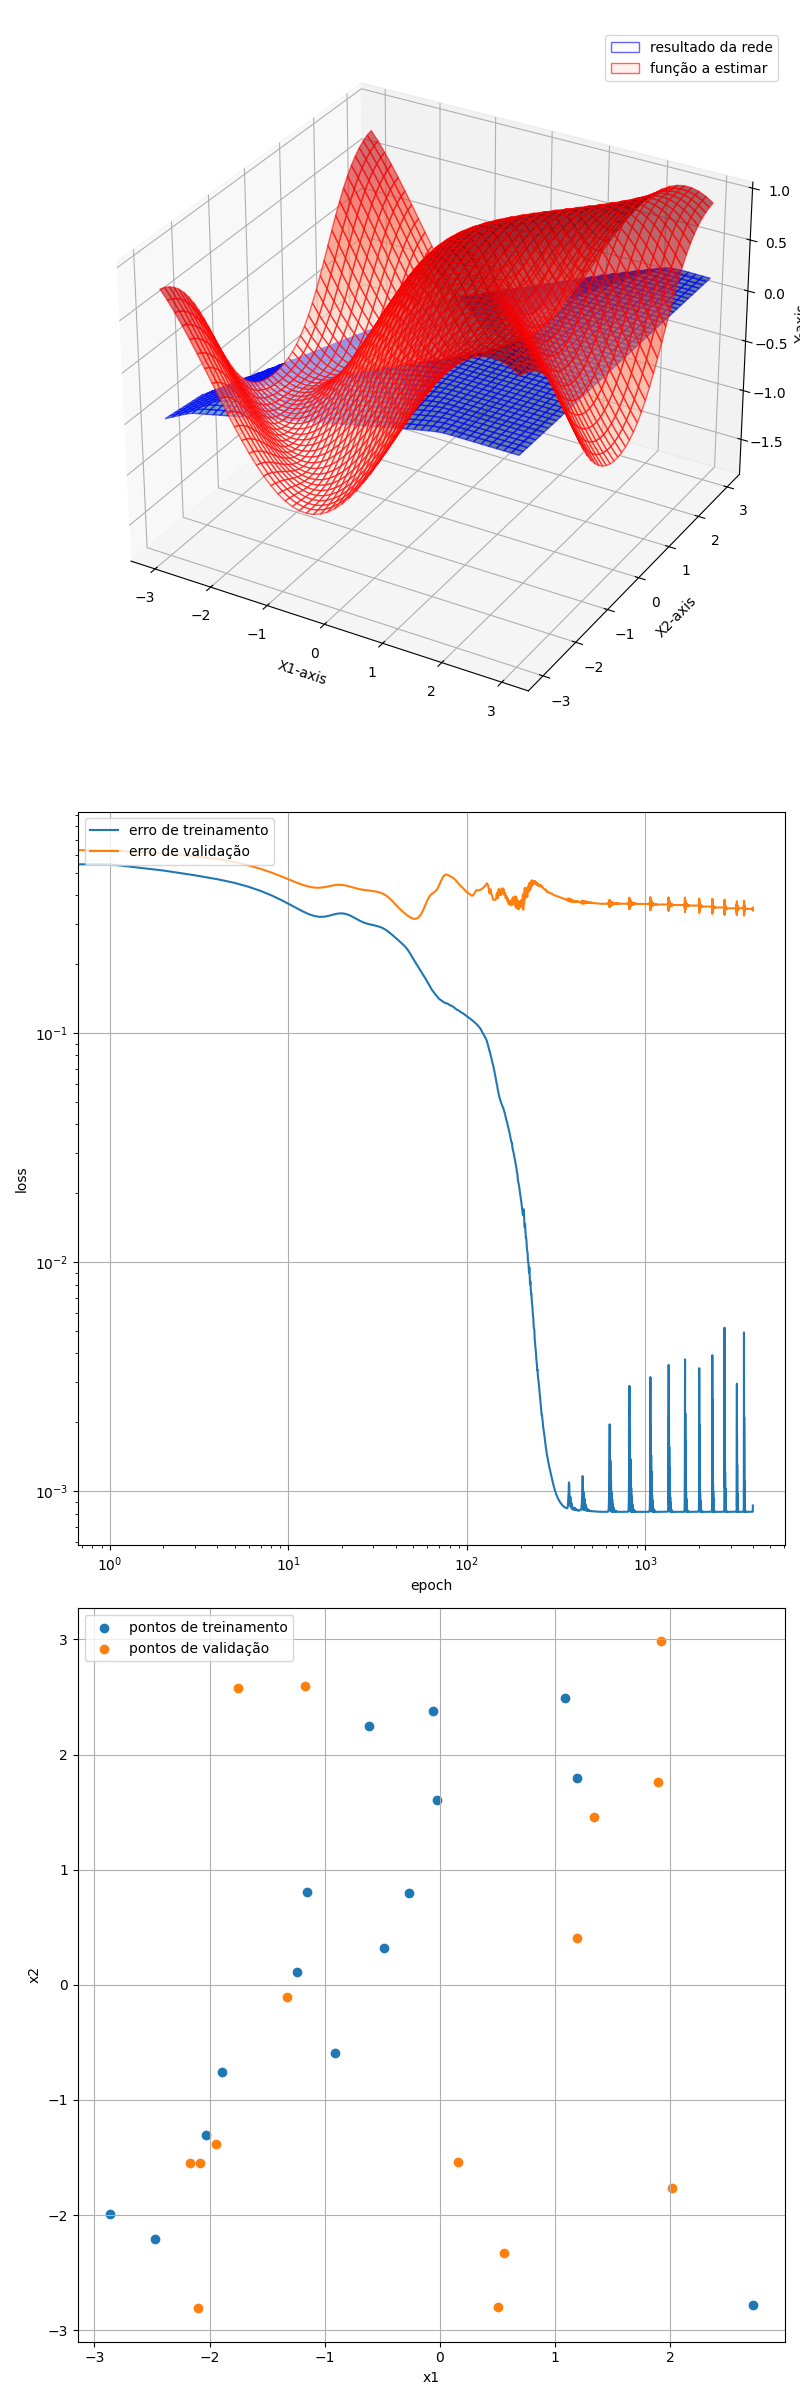 resultado da rede
função a estimar
1.0
0.5
0.0
−0.5
−1.0
−1.5
−3
−2
−1
0
1
2
3
X1-axis
−3
−2
−1
0
1
2
3
X2-axis
erro de treinamento
erro de validação
10⁻¹
10⁻²
10⁻³
loss
10⁰ 10¹ 10² 10³
epoch
pontos de treinamento
pontos de validação
3
2
1
0
−1
−2
−3
x2
−3 −2 −1 0 1 2
x1